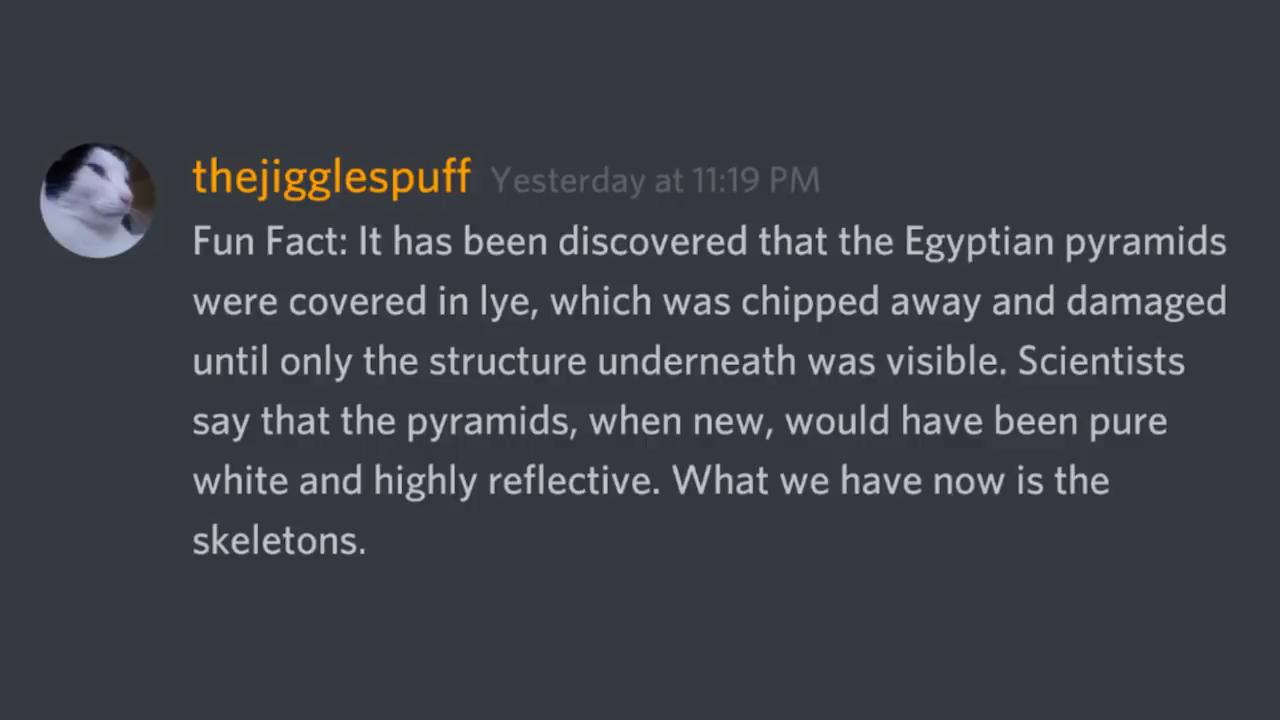 thejigglespuff Yesterday at 11:19 PM
Fun Fact: It has been discovered that the Egyptian pyramids
were covered in lye, which was chipped away and damaged
until only the structure underneath was visible. Scientists
say that the pyramids, when new, would have been pure
white and highly reflective. What we have now is the
skeletons.